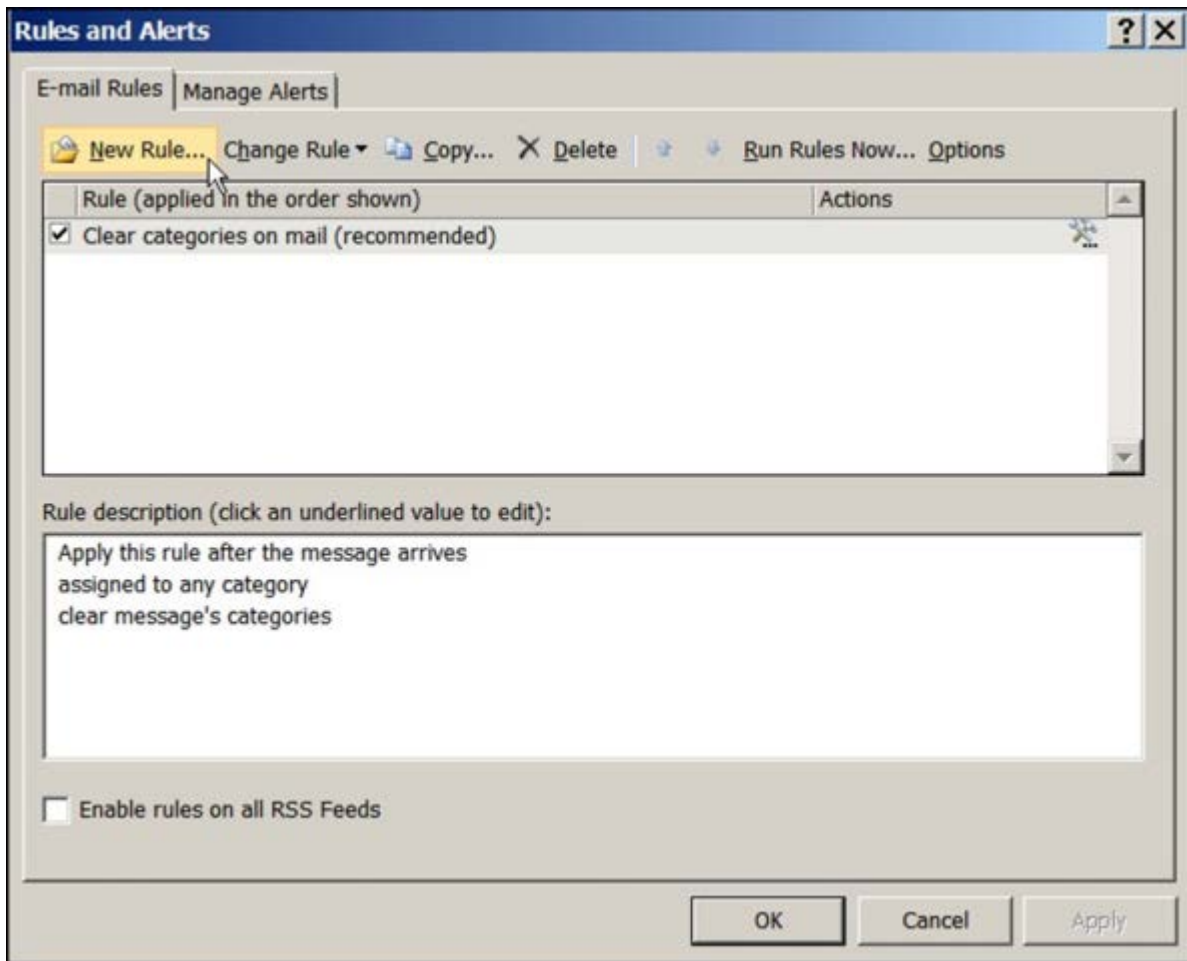 Rules and Alerts
E-mail Rules Manage Alerts
New Rule... Change Rule Copy... Delete Run Rules Now... Options
Rule (applied in the order shown) Actions
Clear categories on mail (recommended)
Rule description (click an underlined value to edit):
Apply this rule after the message arrives
assigned to any category
clear message's categories
Enable rules on all RSS Feeds
OK Cancel Apply